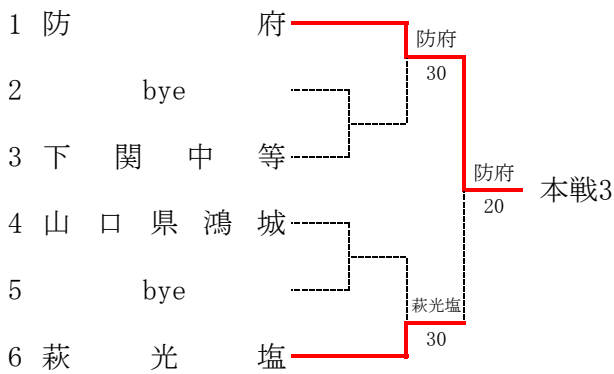 1 防府
防府
30
2 bye
3 下関中等
防府
20
本戦3
4 山口県鴻城
5 bye
萩光塩
30
6 萩光塩